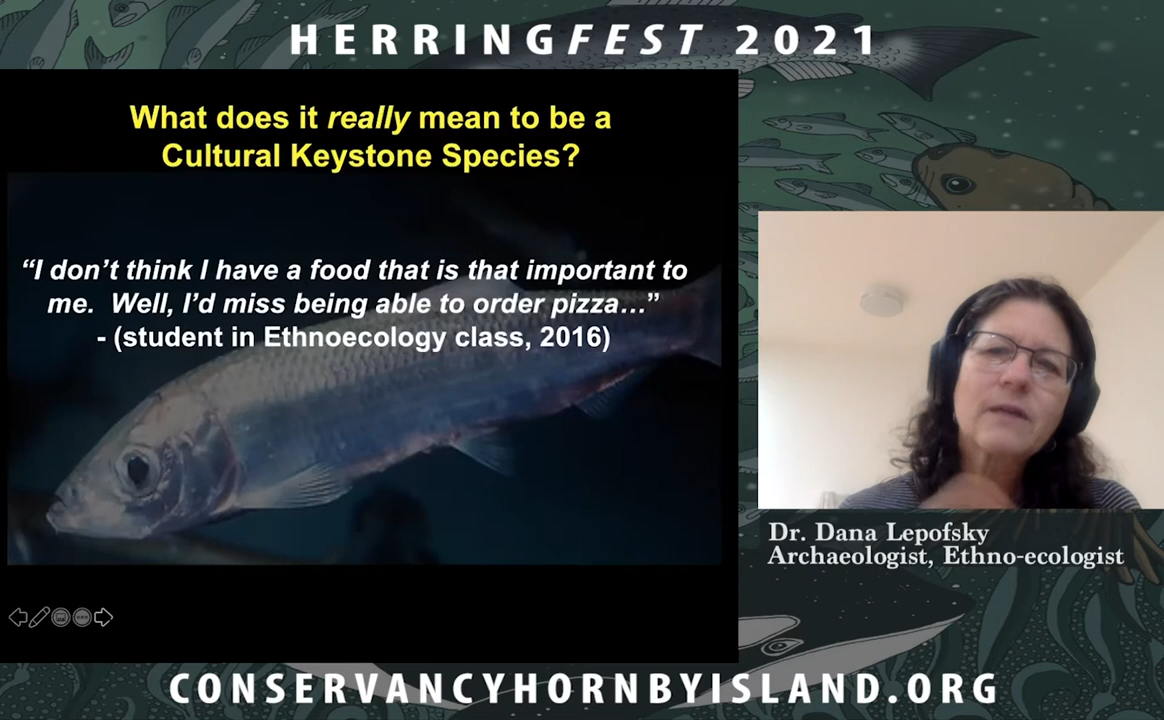 HERRINGFEST 2021
What does it really mean to be a
Cultural Keystone Species?
“I don’t think I have a food that is that important to
me.  Well, I’d miss being able to order pizza…”
- (student in Ethnoecology class, 2016)
Dr. Dana Lepofsky
Archaeologist, Ethno-ecologist
CONSERVANCYHORNBYISLAND.ORG